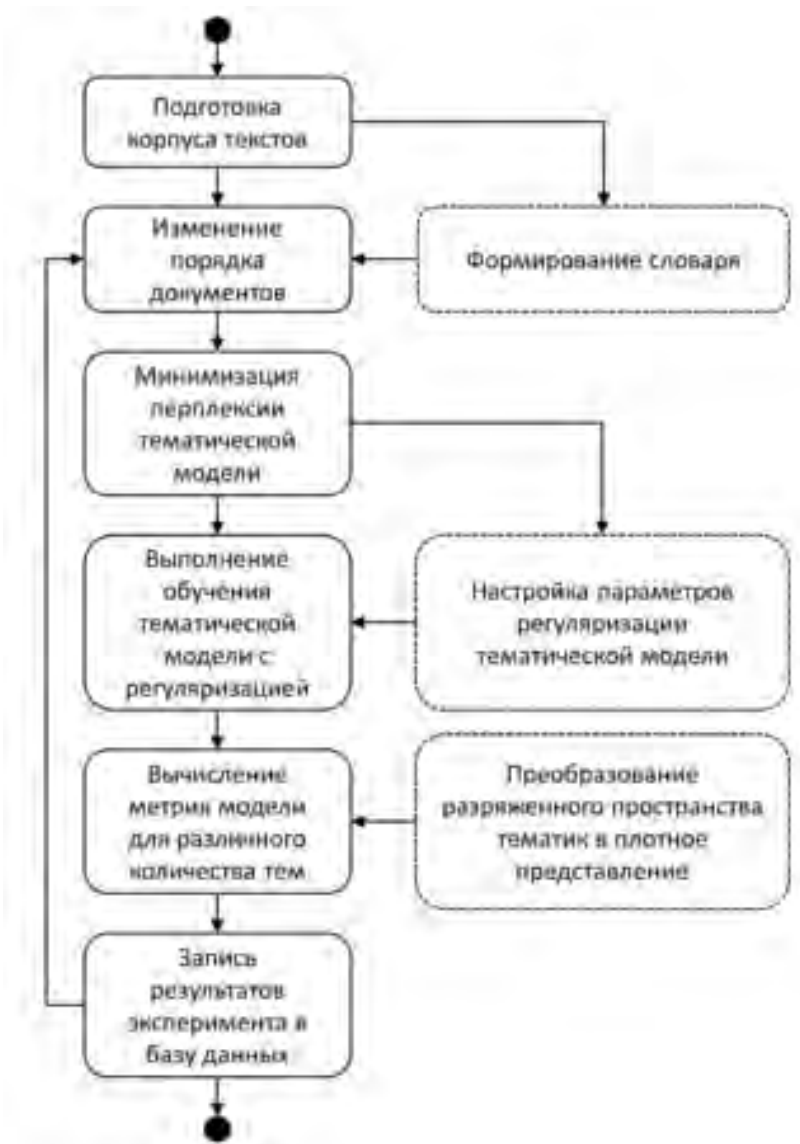 Подготовка
корпуса текстов
Изменение
порядка
документов
Формирование словаря
Минимизация
перплексии
тематической
модели
Выполнение
обучения
тематической
модели с
регуляризацией
Настройка параметров
регуляризации
тематической модели
Вычисление
метрия модели
для различного
количества тем
Преобразование
разряженного пространства
тематик в плотное
представление
Запись
результатов
эксперимента в
базу данных